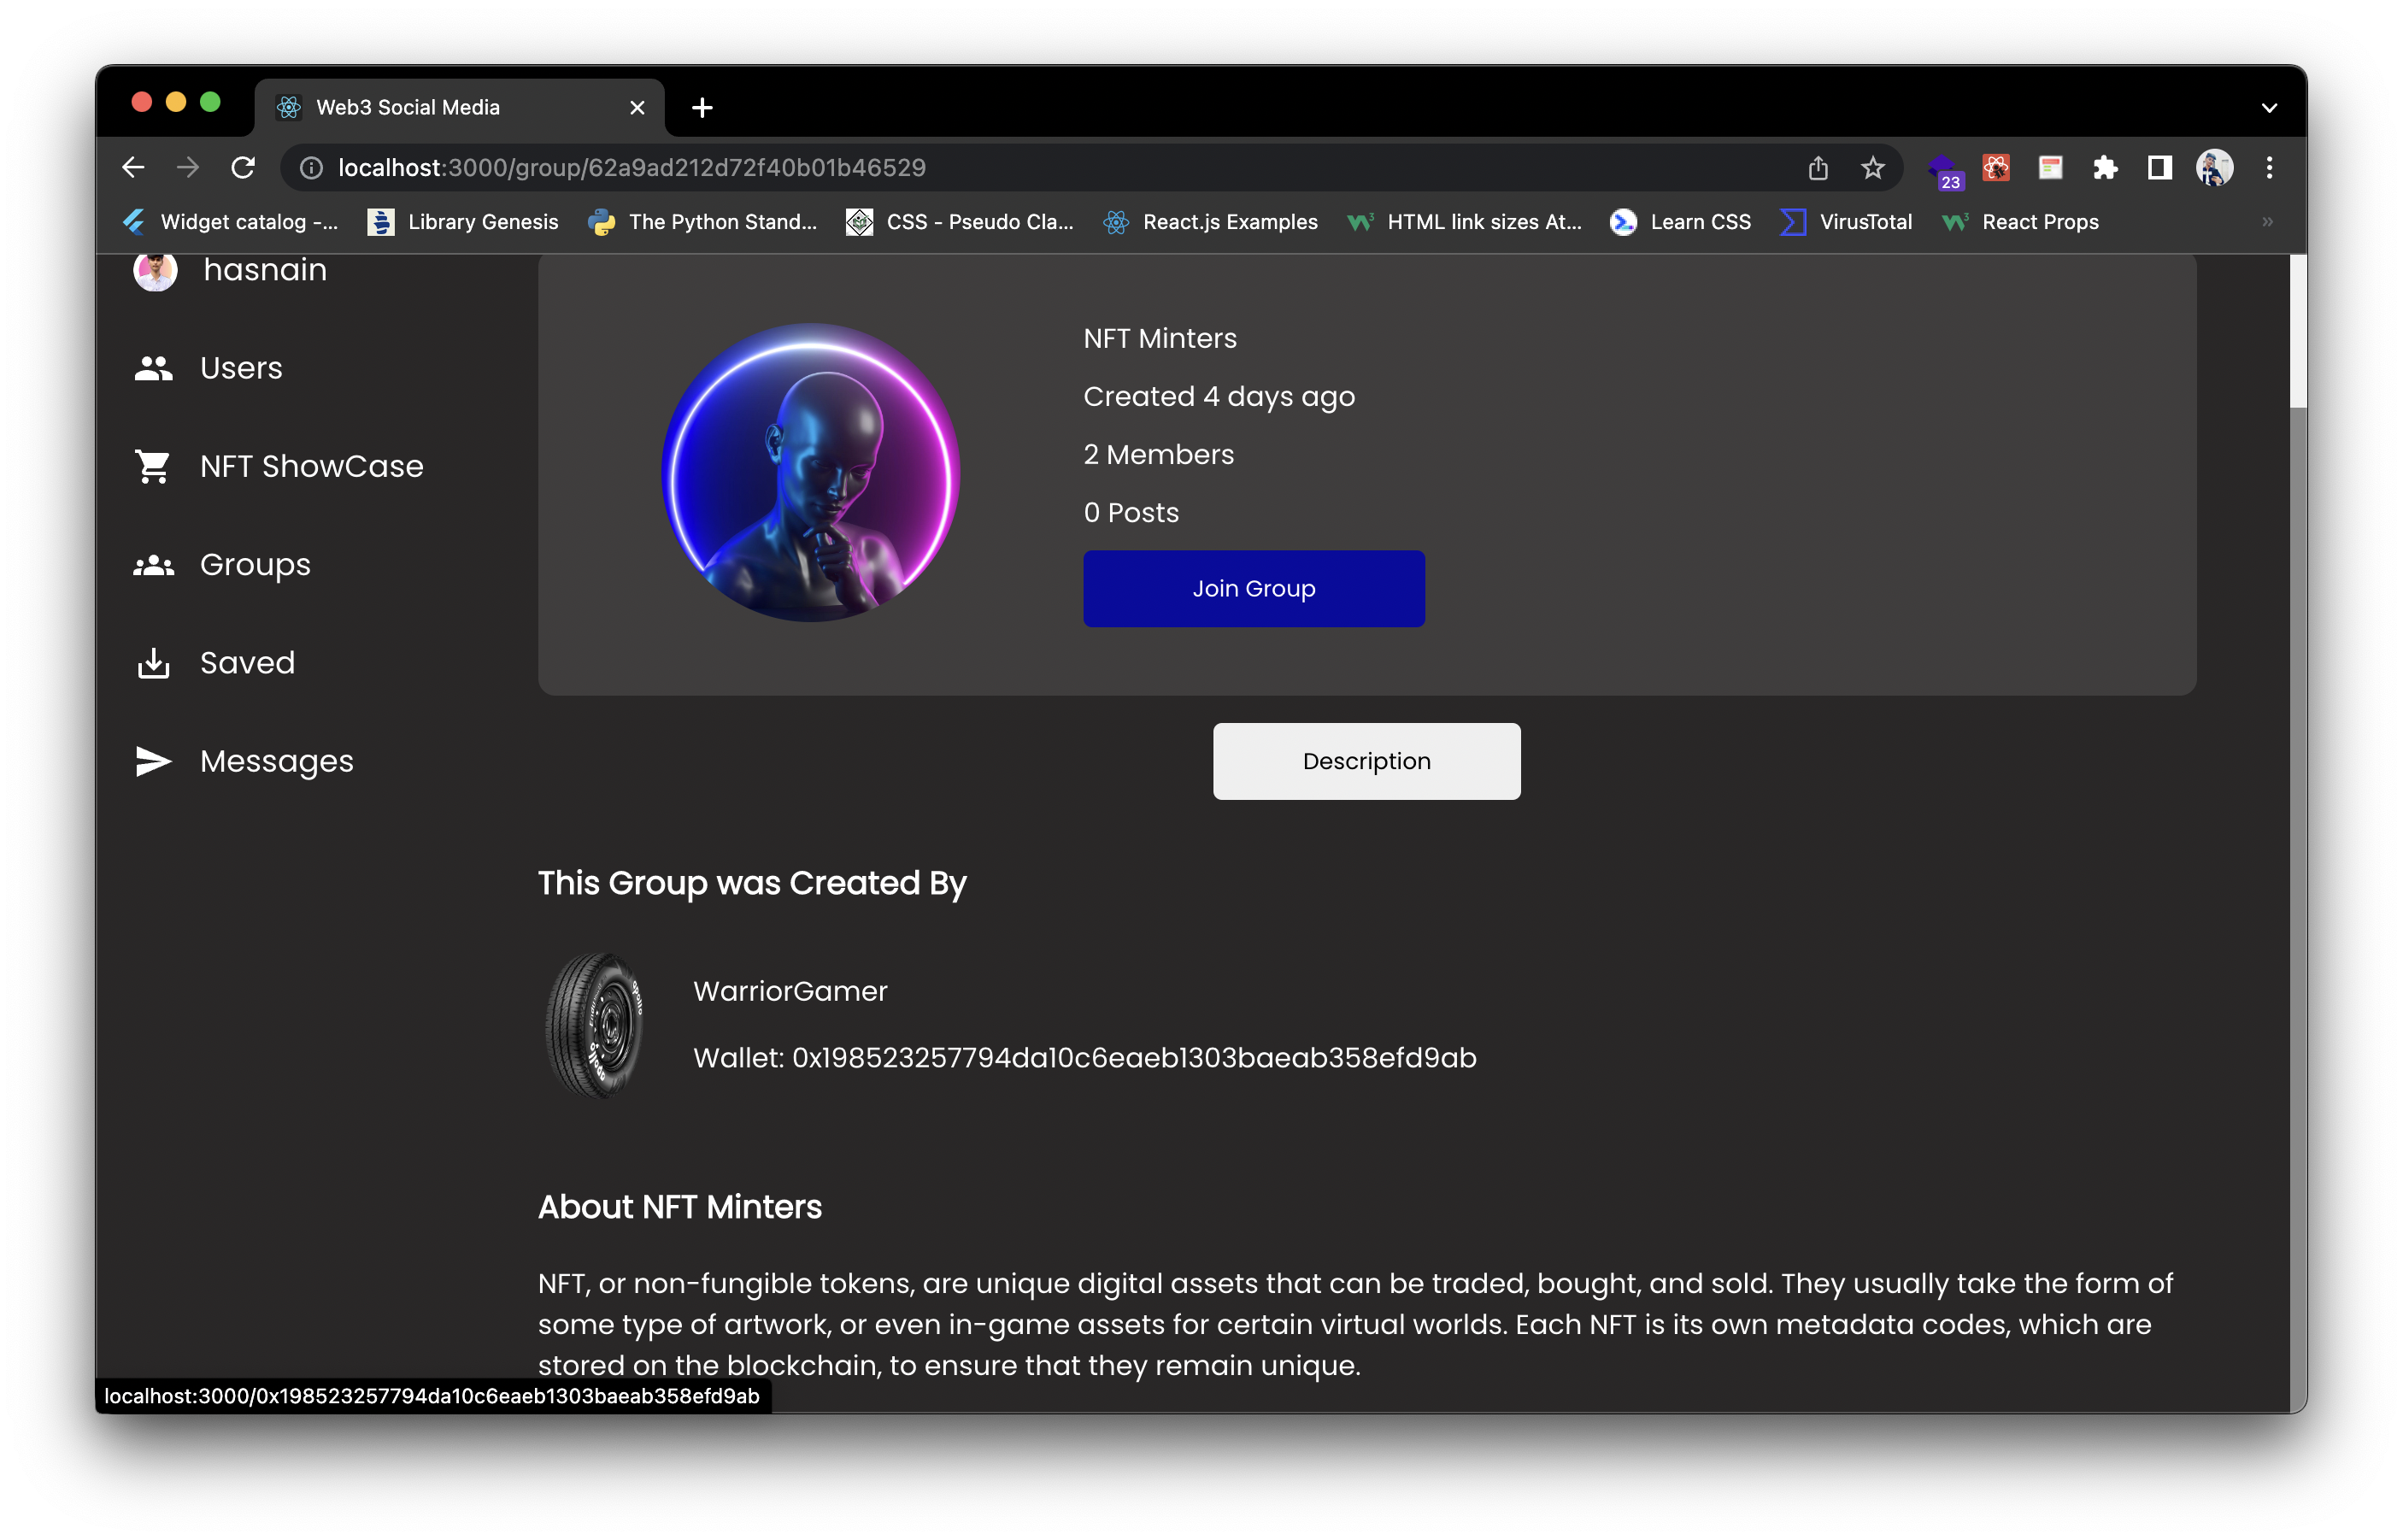 Web3 Social Media
localhost:3000/group/62a9ad212d72f40b01b46529
23
Widget catalog -...
Library Genesis
The Python Stand...
CSS - Pseudo Cla...
React.js Examples
HTML link sizes At...
Learn CSS
VirusTotal
React Props
»
hasnain
Users
NFT ShowCase
Groups
Saved
Messages
NFT Minters
Created 4 days ago
2 Members
0 Posts
Join Group
Description
This Group was Created By
apollo
apollo
WarriorGamer
Wallet: 0x198523257794da10c6eaeb1303baeab358efd9ab
About NFT Minters
NFT, or non-fungible tokens, are unique digital assets that can be traded, bought, and sold. They usually take the form of
some type of artwork, or even in-game assets for certain virtual worlds. Each NFT is its own metadata codes, which are
stored on the blockchain, to ensure that they remain unique.
localhost:3000/0x198523257794da10c6eaeb1303baeab358efd9ab